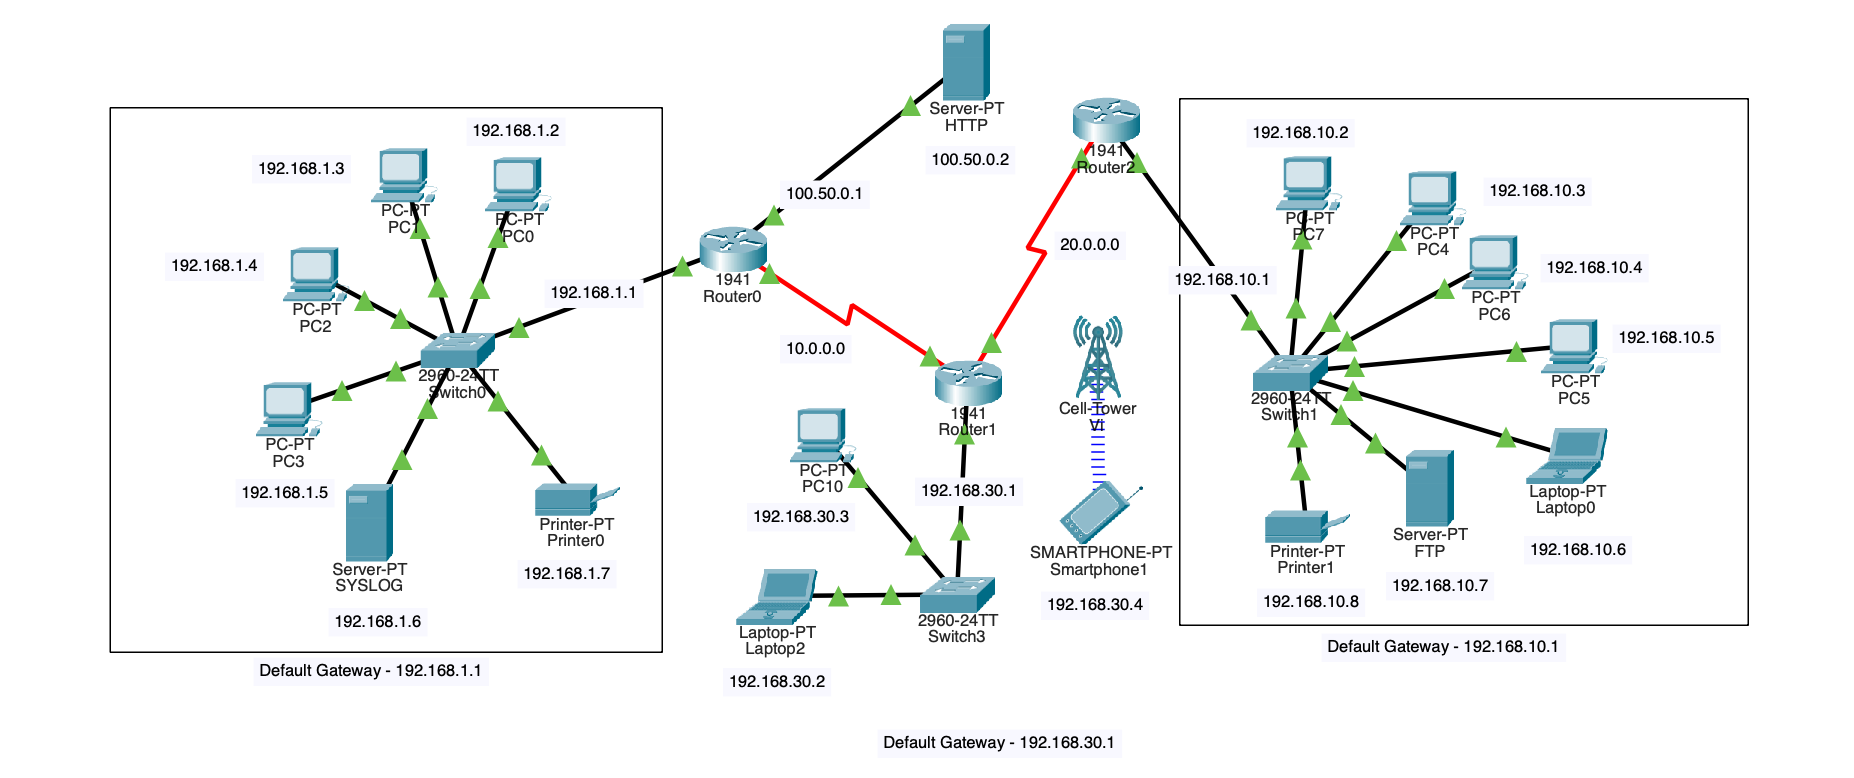 192.168.1.2
192.168.1.3
PC-PT
PC1
PC-PT
PC0
192.168.1.4
PC-PT
PC2
192.168.1.1
2960-24TT
Switch0
PC-PT
PC3
192.168.1.5
Server-PT
SYSLOG
192.168.1.6
Printer-PT
Printer0
192.168.1.7
Default Gateway - 192.168.1.1
Server-PT
HTTP
100.50.0.2
100.50.0.1
1941
Router0
10.0.0.0
1941
Router2
20.0.0.0
1941
Router1
Cell-Tower
VI
PC-PT
PC10
192.168.30.3
192.168.30.1
SMARTPHONE-PT
Smartphone1
192.168.30.4
2960-24TT
Switch3
Laptop-PT
Laptop2
192.168.30.2
Default Gateway - 192.168.30.1
192.168.10.2
PC-PT
PC7
192.168.10.3
PC-PT
PC4
192.168.10.4
PC-PT
PC6
192.168.10.1
192.168.10.5
PC-PT
PC5
2960-24TT
Switch1
Laptop-PT
Laptop0
192.168.10.6
Server-PT
FTP
192.168.10.7
Printer-PT
Printer1
192.168.10.8
Default Gateway - 192.168.10.1